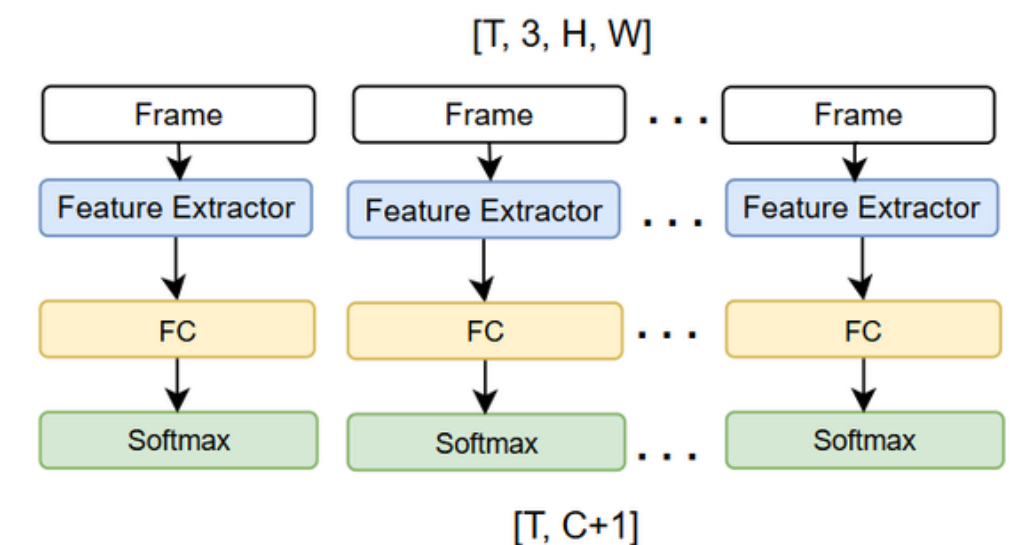 [T, 3, H, W]
Frame Frame . . . Frame
Feature Extractor Feature Extractor . . . Feature Extractor
FC FC . . . FC
Softmax Softmax . . . Softmax
[T, C+1]